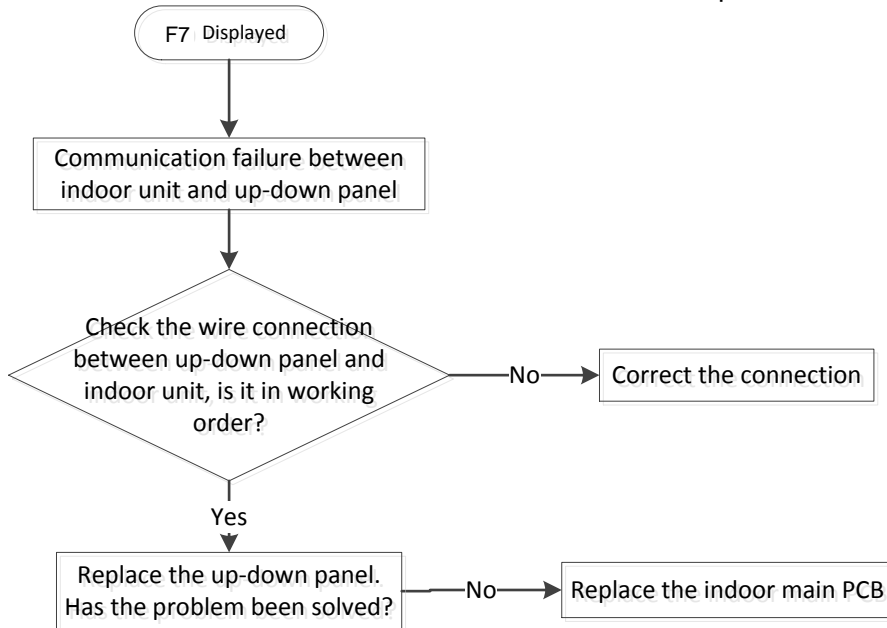 F7 Displayed
Communication failure between
indoor unit and up-down panel
Check the wire connection
between up-down panel and
indoor unit, is it in working
order?
No
Correct the connection
Yes
Replace the up-down panel.
Has the problem been solved?
No
Replace the indoor main PCB